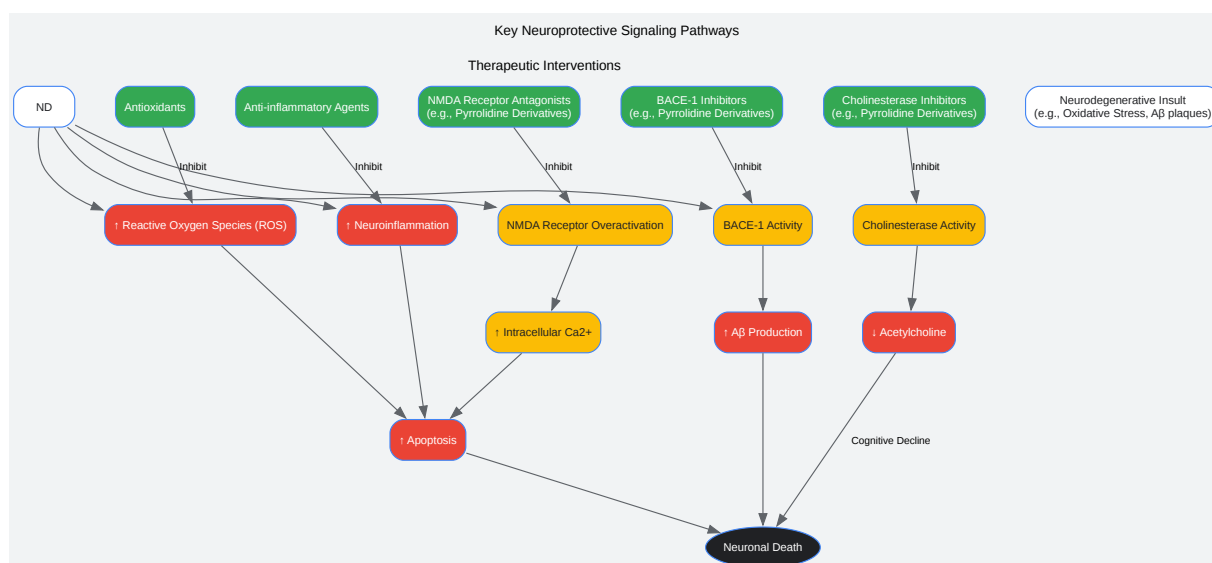 Key Neuroprotective Signaling Pathways
Therapeutic Interventions
ND
Antioxidants
Anti-inflammatory Agents
NMDA Receptor Antagonists
(e.g., Pyrrolidine Derivatives)
BACE-1 Inhibitors
(e.g., Pyrrolidine Derivatives)
Cholinesterase Inhibitors
(e.g., Pyrrolidine Derivatives)
Neurodegenerative Insult
(e.g., Oxidative Stress, Aβ plaques)
Inhibit
Inhibit
Inhibit
Inhibit
Inhibit
↑ Reactive Oxygen Species (ROS)
↑ Neuroinflammation
NMDA Receptor Overactivation
BACE-1 Activity
Cholinesterase Activity
↑ Intracellular Ca2+
↑ Aβ Production
↓ Acetylcholine
↑ Apoptosis
Cognitive Decline
Neuronal Death